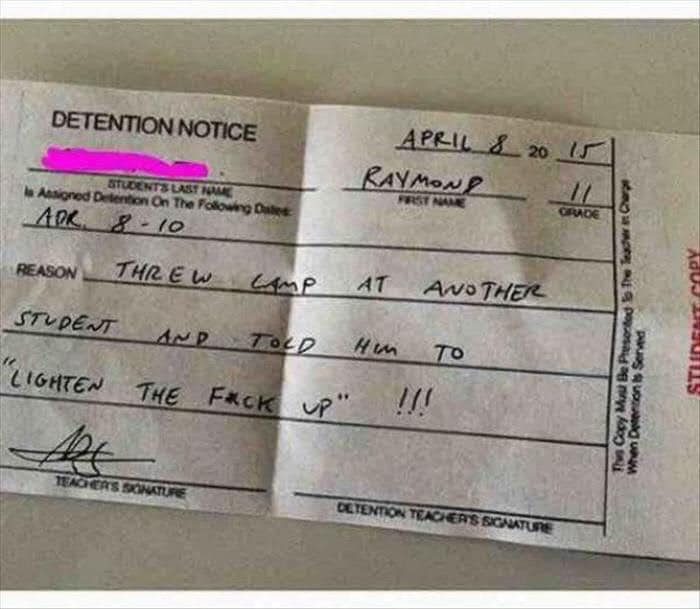 DETENTION NOTICE
APRIL 8 20 15
RAYMOND 11
STUDENT'S LAST NAME FIRST NAME GRADE
Is Assigned Detention On The Following Dates:
APR. 8-10
REASON THREW LAMP AT ANOTHER
STUDENT AND TOLD HIM TO
"LIGHTEN THE F*CK UP" !!!
TEACHER'S SIGNATURE
DETENTION TEACHER'S SIGNATURE
This Copy Must Be Presented To The Teacher in Charge
When Detention Is Served
STUDENT COPY